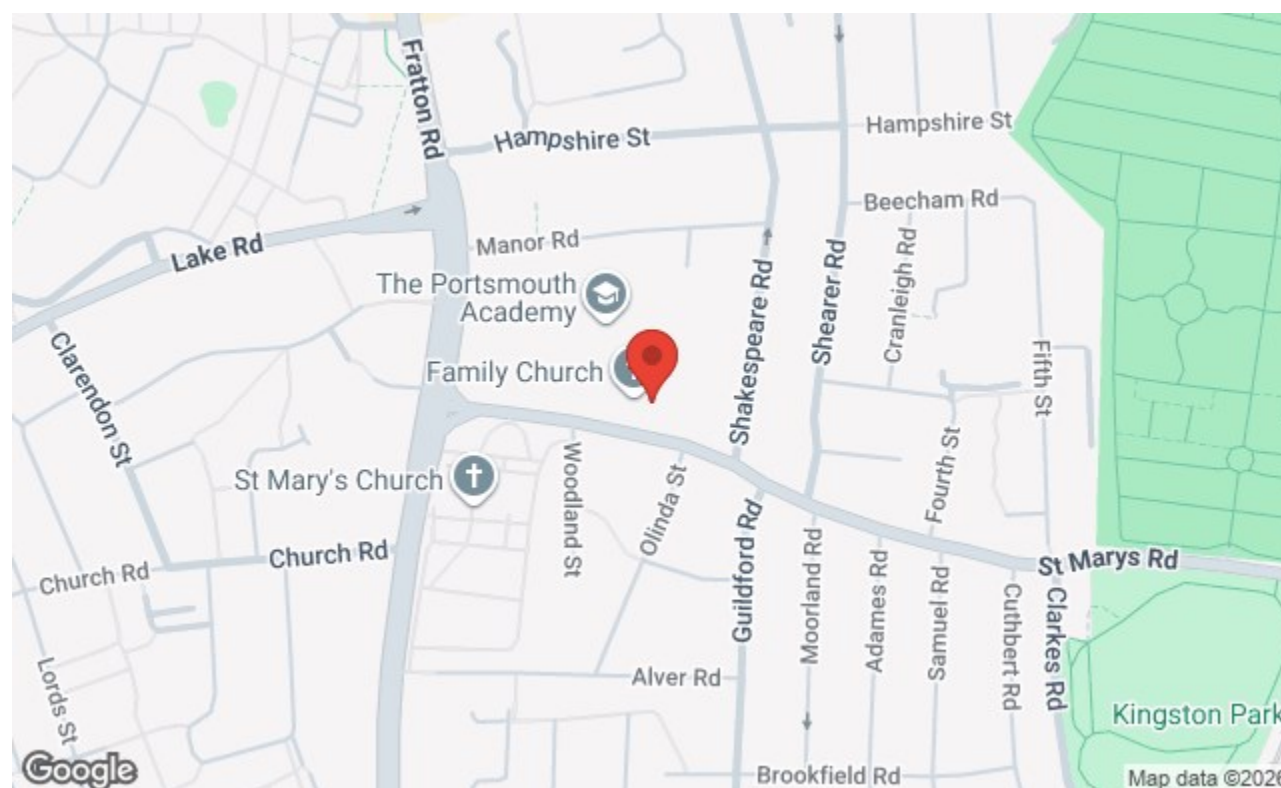 Fratton Rd
Hampshire St
Hampshire St
Beecham Rd
Lake Rd
Manor Rd
Cranleigh Rd
The Portsmouth
Academy
Shakespeare Rd
Shearer Rd
Family Church
Clarendon St
Fifth St
St Mary's Church
Woodland St
Olinda St
Fourth St
Church Rd
Church Rd
Guildford Rd
Moorland Rd
Adames Rd
Samuel Rd
Cuthbert Rd
St Marys Rd
Clarkes Rd
Lords St
Alver Rd
Kingston Park
Brookfield Rd
Google
Map data ©2026